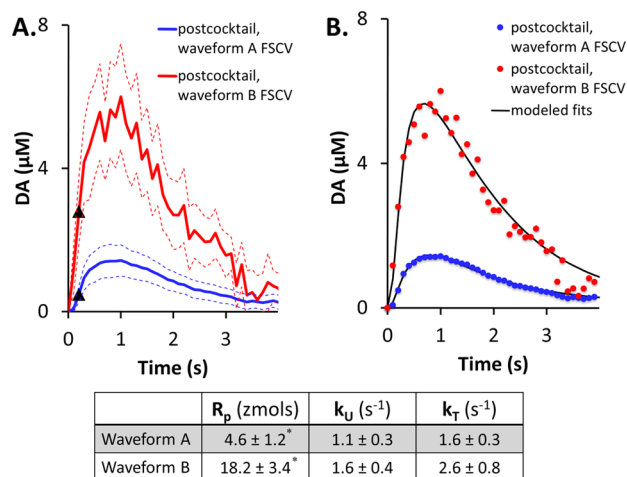 A.
postcocktail,
waveform A FSCV
postcocktail,
waveform B FSCV
8
4
0
DA (µM)
0 1 2 3
Time (s)
B.
postcocktail,
waveform A FSCV
postcocktail,
waveform B FSCV
modeled fits
8
4
0
DA (µM)
0 1 2 3
Time (s)
Rp (zmols) kU (s-1) kT (s-1)
Waveform A 4.6 ± 1.2* 1.1 ± 0.3 1.6 ± 0.3
Waveform B 18.2 ± 3.4* 1.6 ± 0.4 2.6 ± 0.8